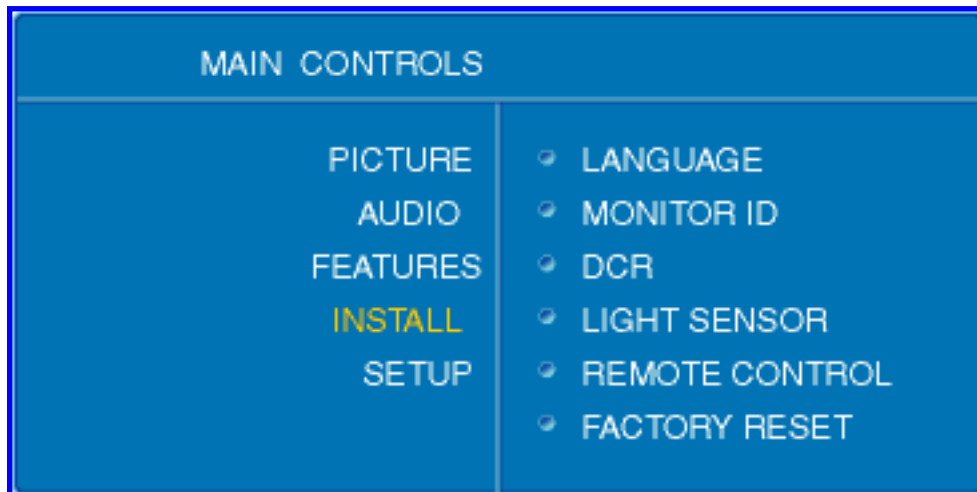 MAIN CONTROLS
PICTURE
AUDIO
FEATURES
INSTALL
SETUP
LANGUAGE
MONITOR ID
DCR
LIGHT SENSOR
REMOTE CONTROL
FACTORY RESET